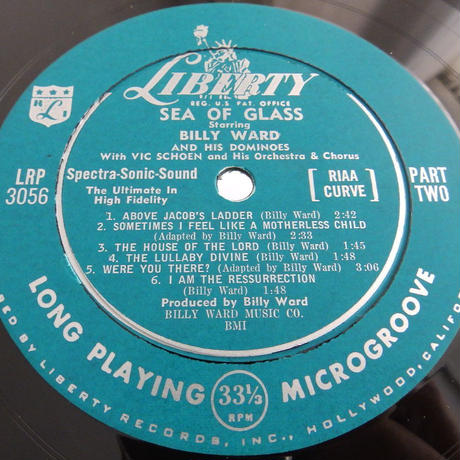 LIBERTY
REG. U.S. PAT. OFFICE
SEA OF GLASS
Starring
BILLY WARD
AND HIS DOMINOES
With VIC SCHOEN and His Orchestra & Chorus
LRP
3056
Spectra-Sonic-Sound
The Ultimate In
High Fidelity
[ RIAA
CURVE ]
PART
TWO
1. ABOVE JACOB'S LADDER (Billy Ward) 2:42
2. SOMETIMES I FEEL LIKE A MOTHERLESS CHILD
(Adapted by Billy Ward) 2:33
3. THE HOUSE OF THE LORD (Billy Ward) 1:45
4. THE LULLABY DIVINE (Billy Ward) 1:48
5. WERE YOU THERE? (Adapted by Billy Ward) 3:06
6. I AM THE RESSURRECTION
(Billy Ward) 1:48
Produced by Billy Ward
BILLY WARD MUSIC CO.
BMI
LONG PLAYING
33 1/3
RPM
MICROGROOVE
BY LIBERTY RECORDS, INC., HOLLYWOOD,